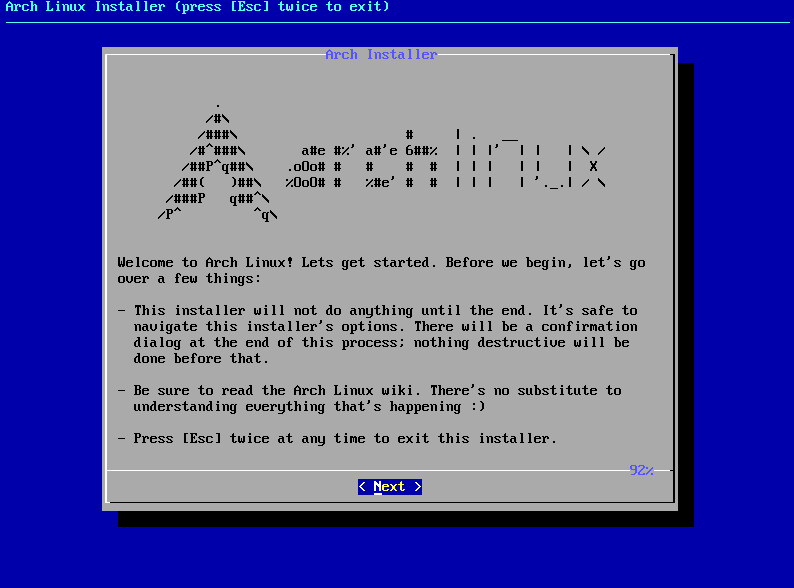 Arch Linux Installer (press [Esc] twice to exit)
Arch Installer
.
/#\
/###\                     #     | .   __
/#^###\       a#e #%' a#'e 6##%  | | |'  | |   | \ /
/##P^q##\    .oOo# #   #    #  #  | | |   | |   |  X
/##(   )##\   %OoO# #   %#e' #  #  | | |   | '._.| / \
/###P   q##^\
/P^         ^q\
Welcome to Arch Linux! Lets get started. Before we begin, let's go
over a few things:
- This installer will not do anything until the end. It's safe to
navigate this installer's options. There will be a confirmation
dialog at the end of this process; nothing destructive will be
done before that.
- Be sure to read the Arch Linux wiki. There's no substitute to
understanding everything that's happening :)
- Press [Esc] twice at any time to exit this installer.
92%
< Next >